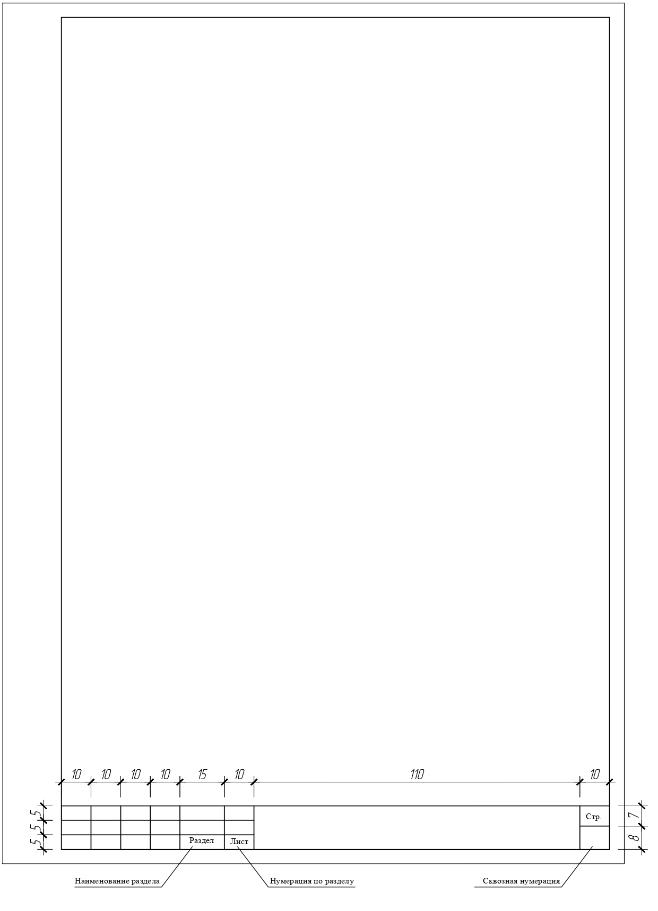 10 10 10 10 15 10 110 10
5 5 5
Стр.
7 8
Раздел Лист
Наименование раздела Нумерация по разделу Сквозная нумерация